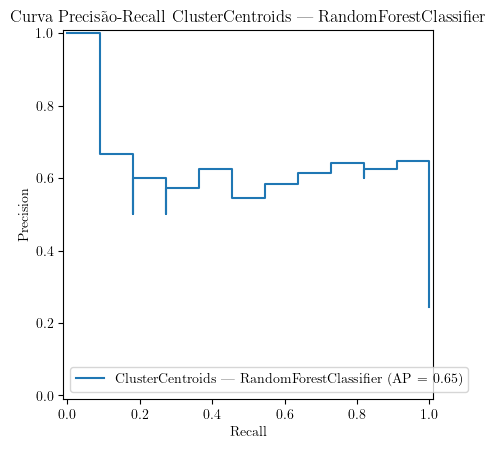 Curva Precisão-Recall ClusterCentroids — RandomForestClassifier
1.0
0.8
0.6
0.4
0.2
0.0
Precision
ClusterCentroids — RandomForestClassifier (AP = 0.65)
0.0 0.2 0.4 0.6 0.8 1.0
Recall